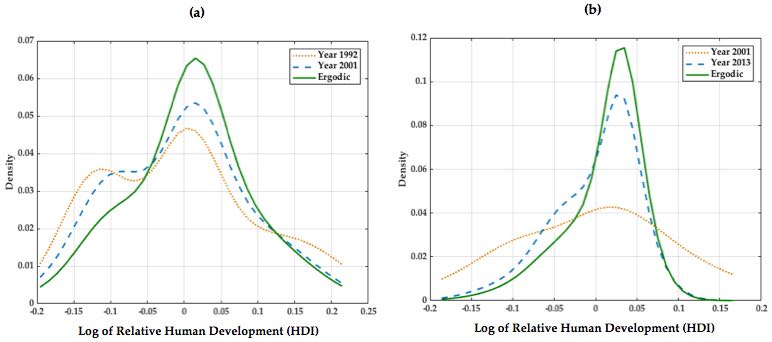 (a)
0.07
0.06
0.05
0.04
0.03
0.02
0.01
0
Density
-0.2
-0.15
-0.1
-0.05
0
0.05
0.1
0.15
0.2
0.25
Log of Relative Human Development (HDI)
Year 1992
Year 2001
Ergodic
(b)
0.12
0.1
0.08
0.06
0.04
0.02
0
Density
-0.2
-0.15
-0.1
-0.05
0
0.05
0.1
0.15
0.2
Log of Relative Human Development (HDI)
Year 2001
Year 2013
Ergodic